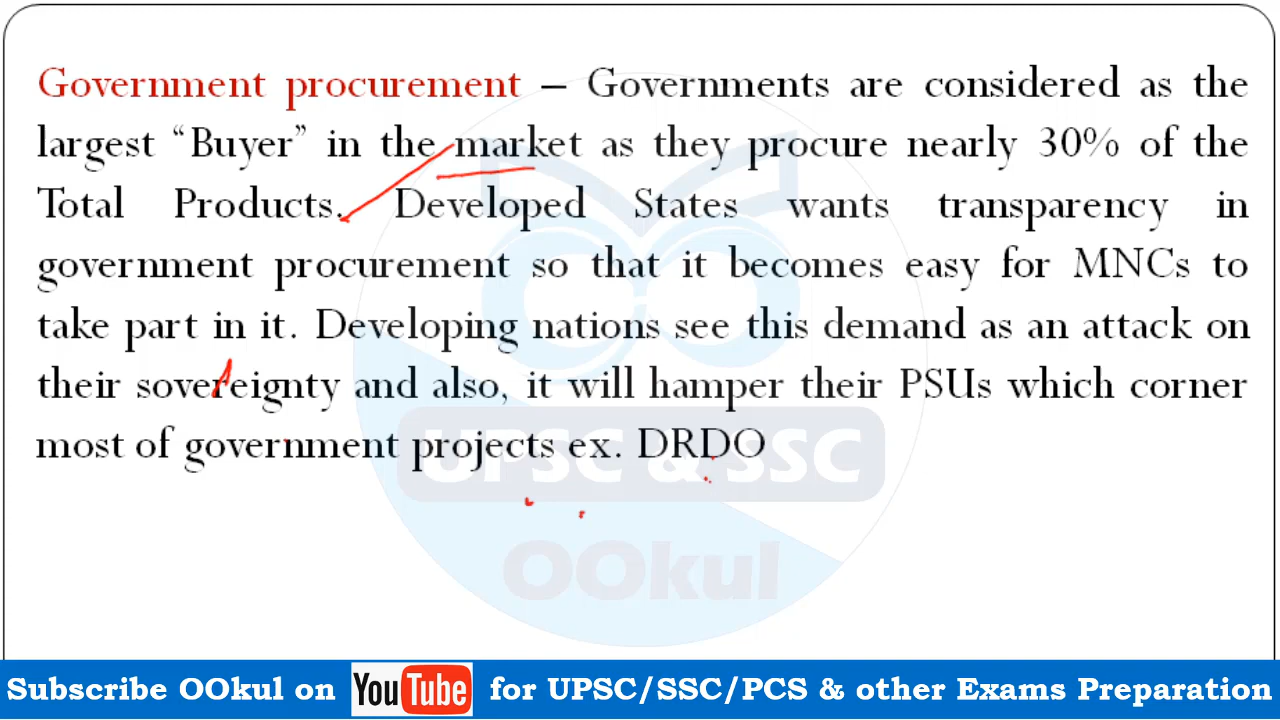 Government procurement – Governments are considered as the
largest “Buyer” in the market as they procure nearly 30% of the
Total Products. Developed States wants transparency in
government procurement so that it becomes easy for MNCs to
take part in it. Developing nations see this demand as an attack on
their sovereignty and also, it will hamper their PSUs which corner
most of government projects ex. DRDO
UPSC & SSC
OOkul
Subscribe OOkul on YouTube for UPSC/SSC/PCS & other Exams Preparation